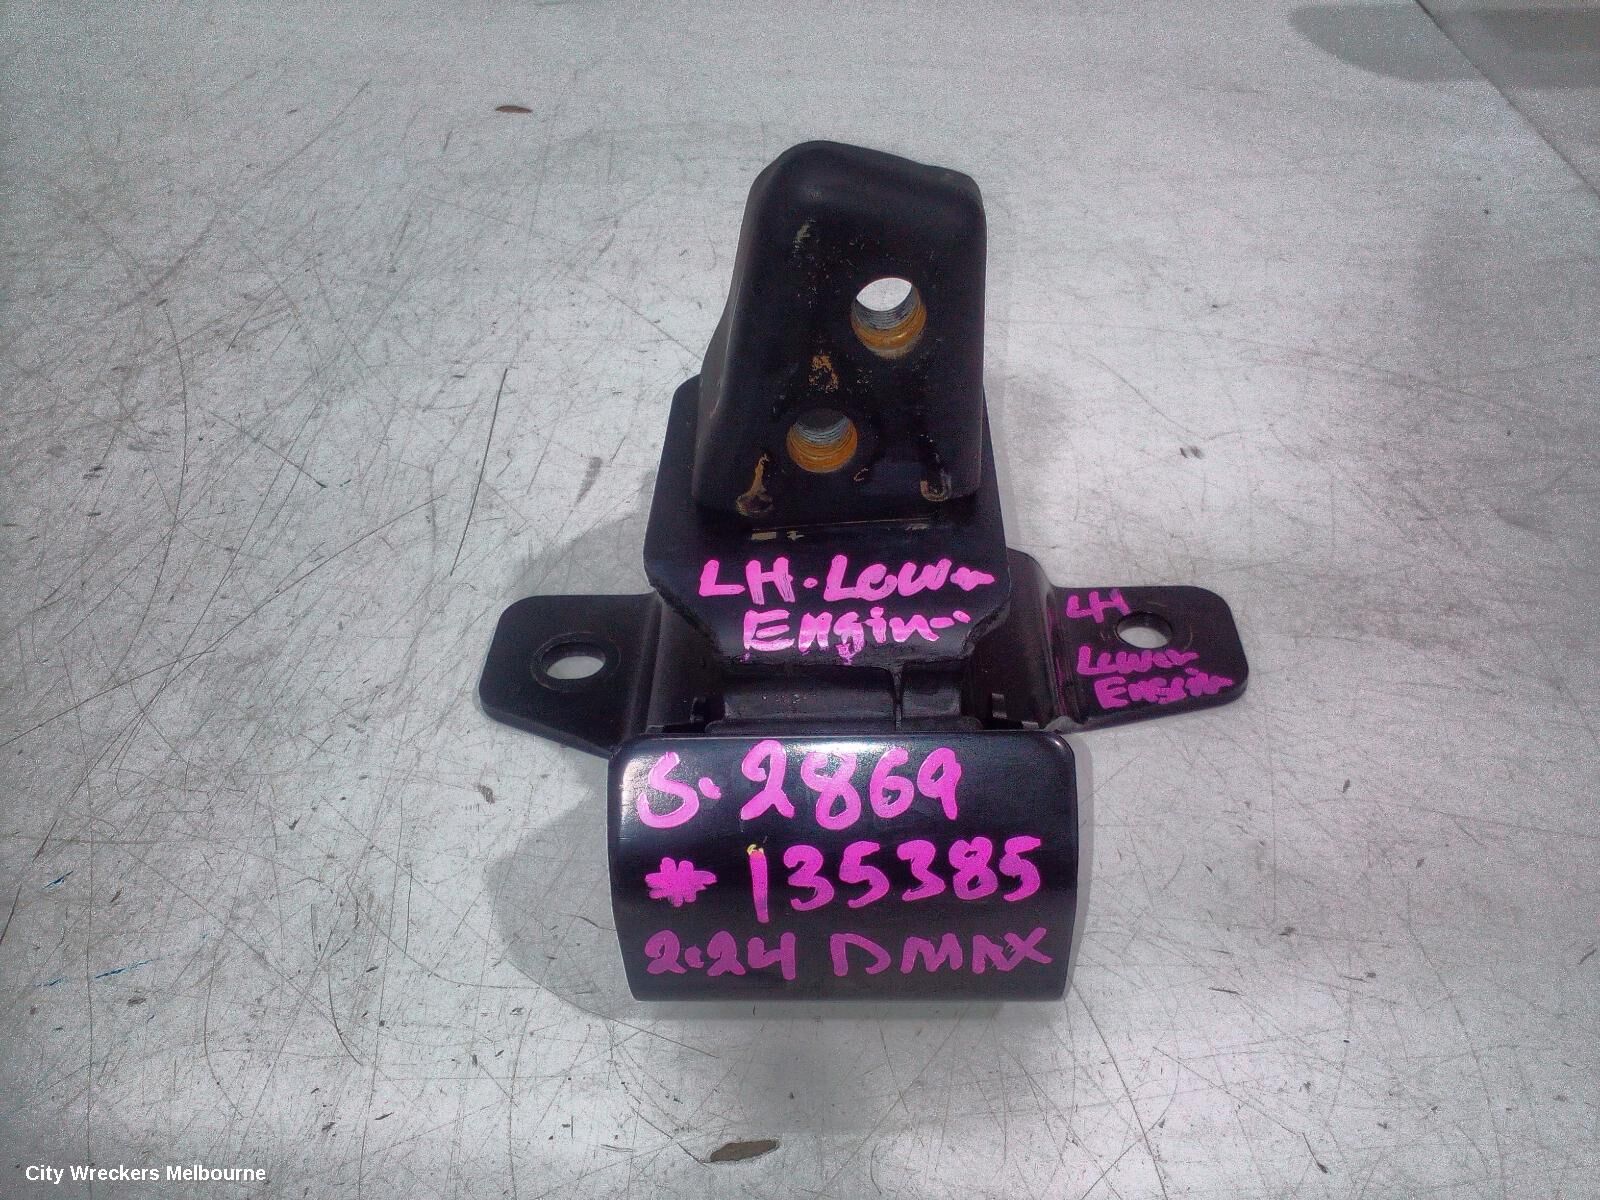 LH. Lower
Engine
LH
Lower
Engine
S. 2869
* 135385
2.24 DMAX
City Wreckers Melbourne